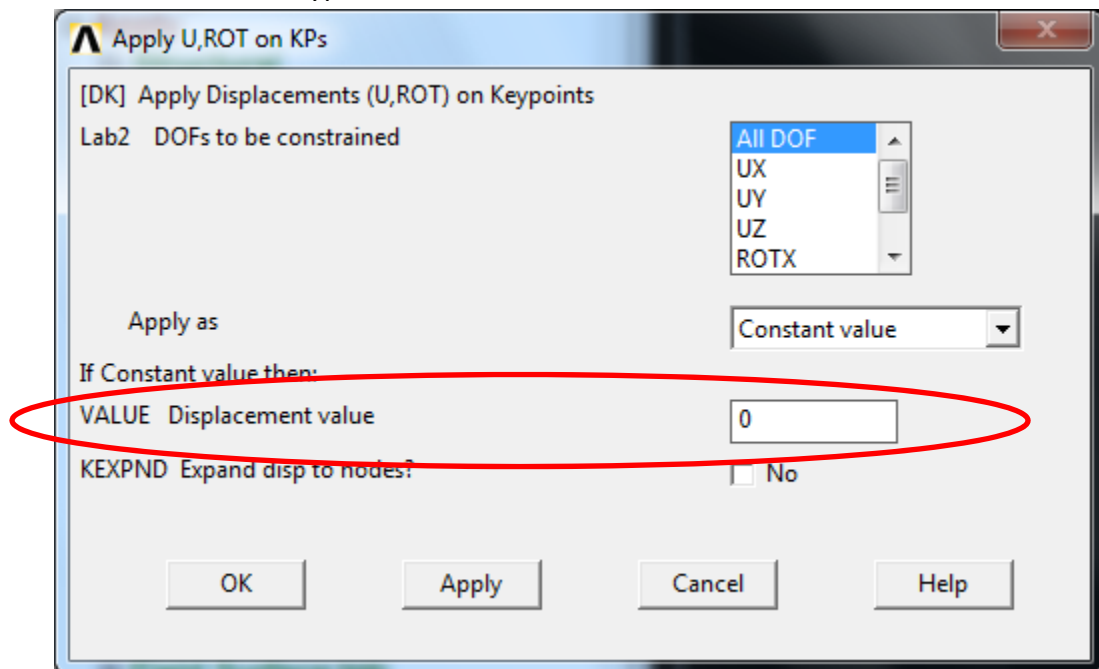 Apply U,ROT on KPs
[DK] Apply Displacements (U,ROT) on Keypoints
Lab2 DOFs to be constrained
All DOF
UX
UY
UZ
ROTX
Apply as
Constant value
If Constant value then:
VALUE Displacement value
0
KEXPND Expand disp to nodes?
No
OK Apply Cancel Help